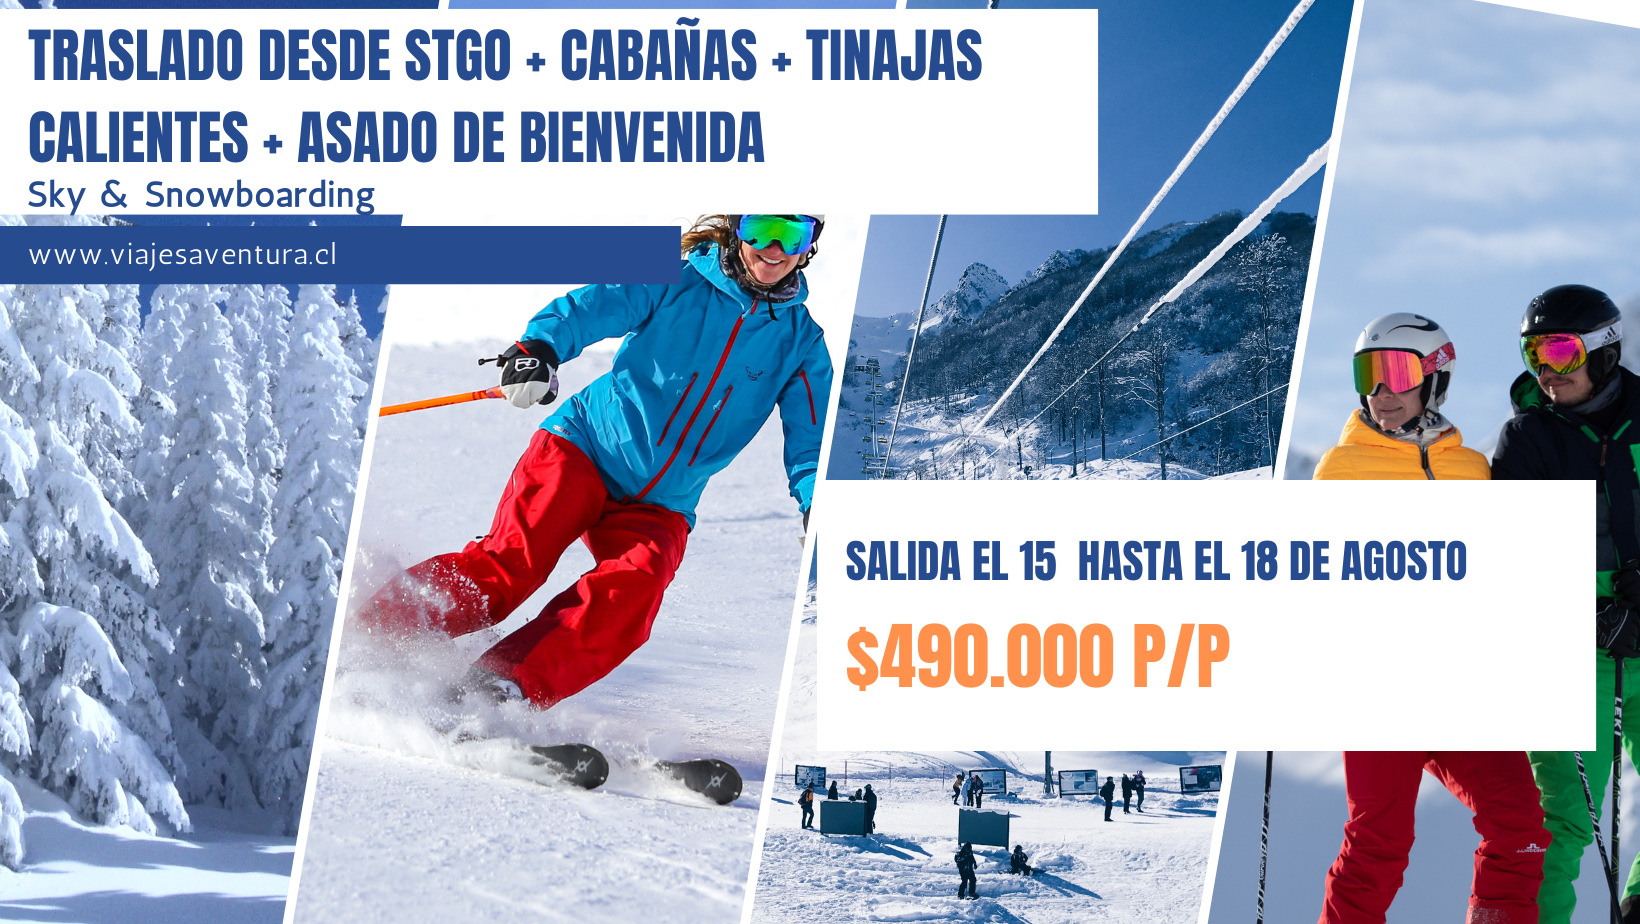 TRASLADO DESDE STGO + CABAÑAS + TINAJAS
CALIENTES + ASADO DE BIENVENIDA
Sky & Snowboarding
www.viajesaventura.cl
SALIDA EL 15 HASTA EL 18 DE AGOSTO
$490.000 P/P
LEKI